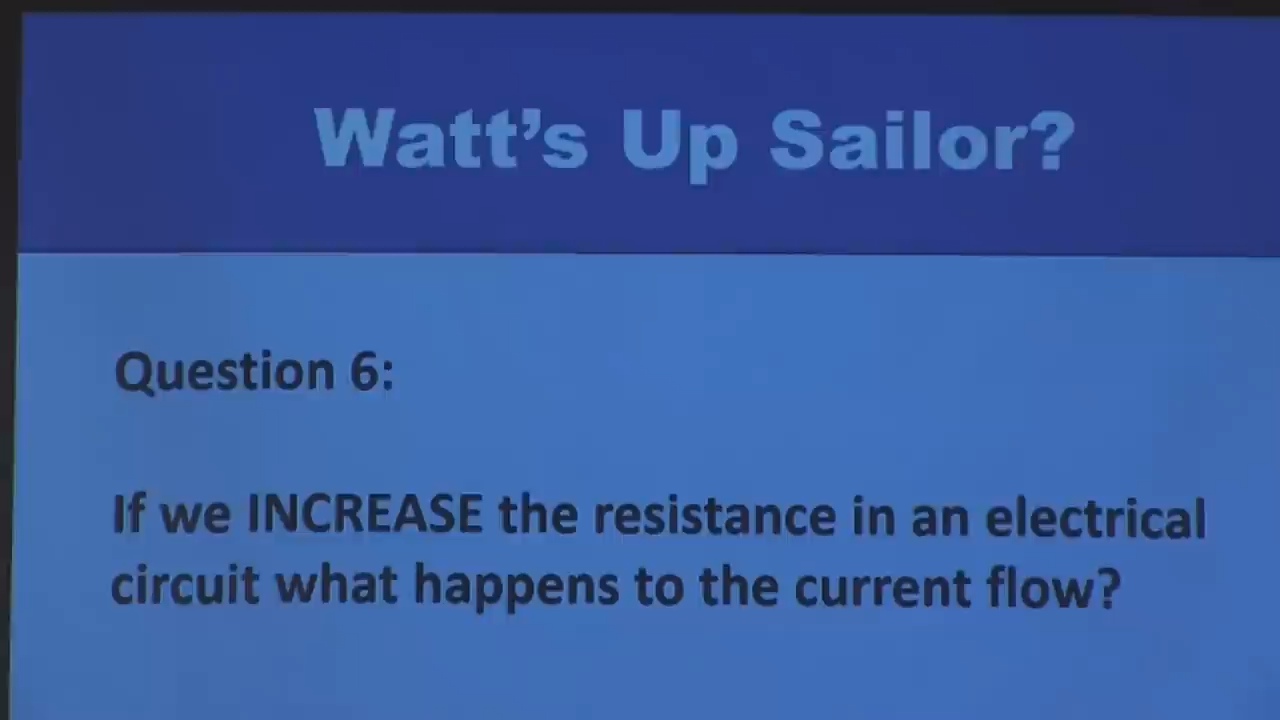 Watt's Up Sailor?
Question 6:
If we INCREASE the resistance in an electrical
circuit what happens to the current flow?